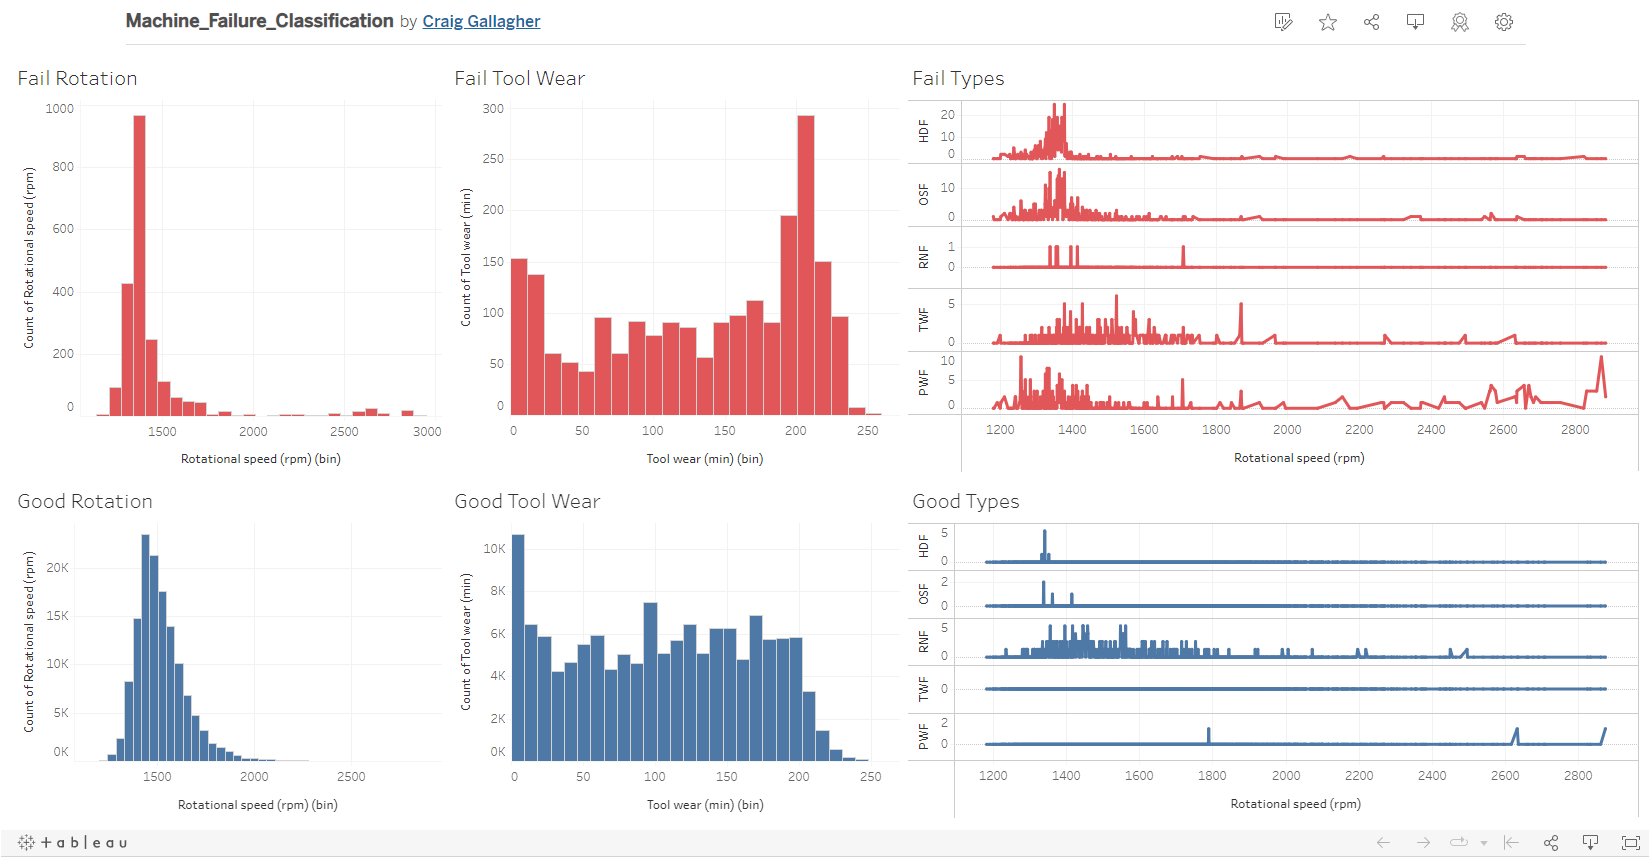 Machine_Failure_Classification by Craig Gallagher
Fail Rotation
Count of Rotational speed (rpm)
1000
800
600
400
200
0
1500 2000 2500 3000
Rotational speed (rpm) (bin)
Fail Tool Wear
Count of Tool wear (min)
300
250
200
150
100
50
0
0 50 100 150 200 250
Tool wear (min) (bin)
Fail Types
HDF
20
10
0
OSF
10
0
RNF
1
0
TWF
5
0
PWF
10
5
0
1200 1400 1600 1800 2000 2200 2400 2600 2800
Rotational speed (rpm)
Good Rotation
Count of Rotational speed (rpm)
20K
15K
10K
5K
0K
1500 2000 2500
Rotational speed (rpm) (bin)
Good Tool Wear
Count of Tool wear (min)
10K
8K
6K
4K
2K
0K
0 50 100 150 200 250
Tool wear (min) (bin)
Good Types
HDF
5
0
OSF
2
0
RNF
5
0
TWF
0
PWF
2
0
1200 1400 1600 1800 2000 2200 2400 2600 2800
Rotational speed (rpm)
+ableau